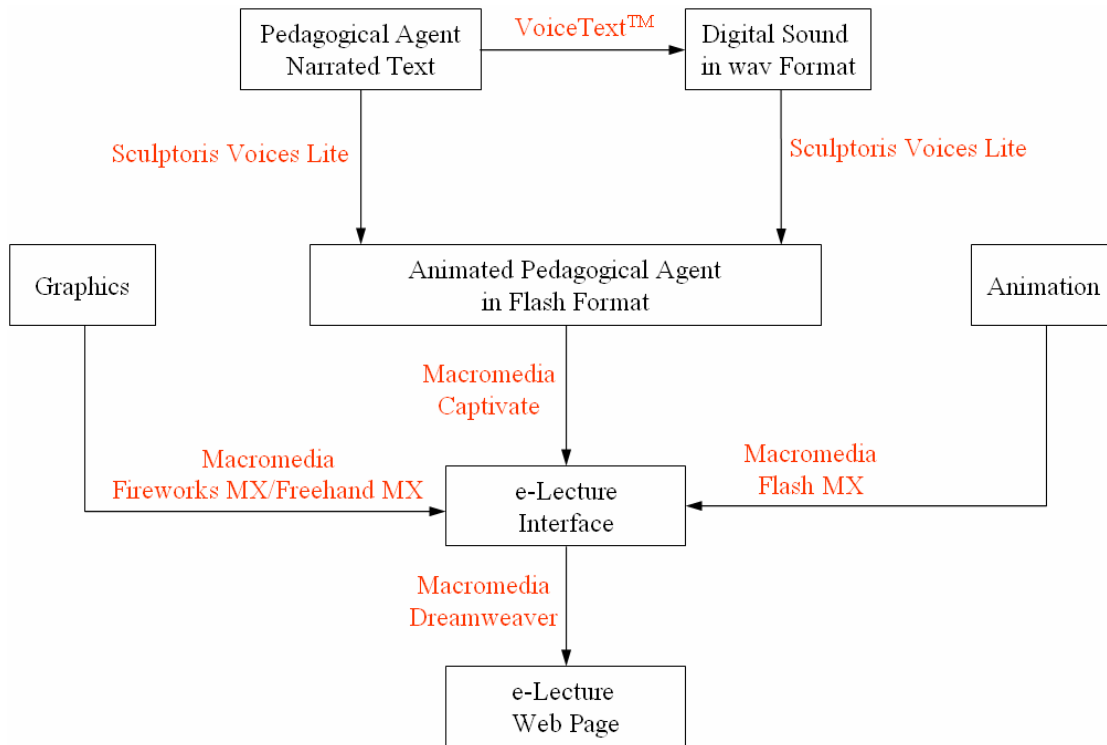 Pedagogical Agent
Narrated Text
VoiceText™
Digital Sound
in wav Format
Sculptoris Voices Lite
Sculptoris Voices Lite
Graphics
Animated Pedagogical Agent
in Flash Format
Animation
Macromedia
Captivate
Macromedia
Fireworks MX/Freehand MX
Macromedia
Flash MX
e-Lecture
Interface
Macromedia
Dreamweaver
e-Lecture
Web Page